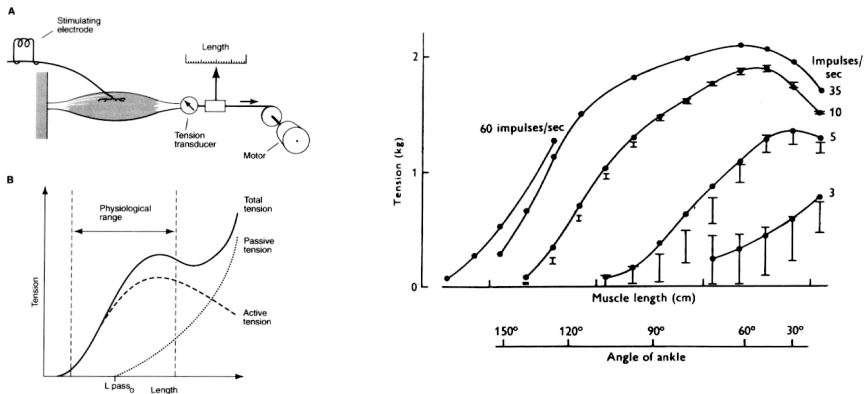 A
Stimulating
electrode
Length
Tension
transducer
Motor
B
Physiological
range
Total
tension
Passive
tension
Active
tension
Tension
L pass₀
Length
Tension (kg)
2
1
0
60 impulses/sec
Impulses/
sec
35
10
5
3
Muscle length (cm)
150° 120° 90° 60° 30°
Angle of ankle